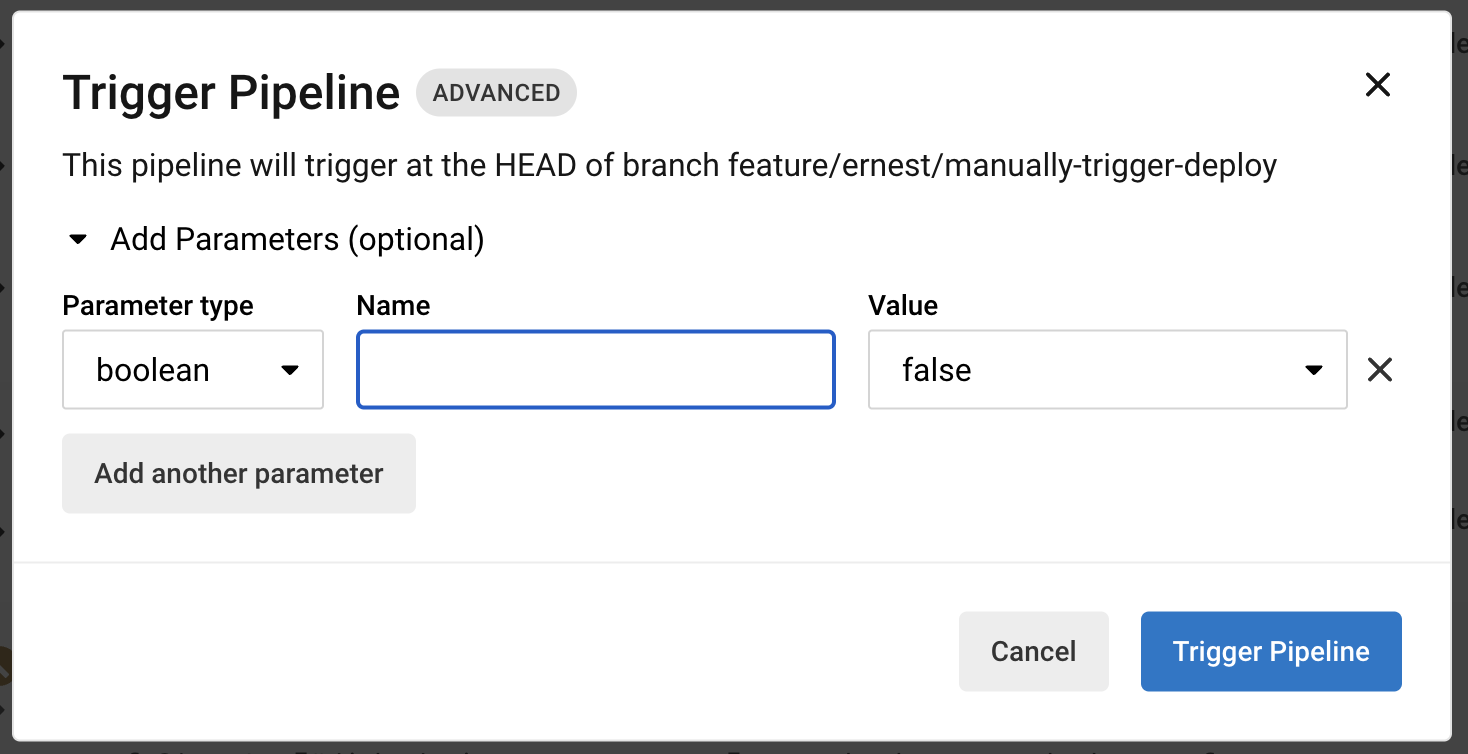 Trigger Pipeline ADVANCED
This pipeline will trigger at the HEAD of branch feature/ernest/manually-trigger-deploy
Add Parameters (optional)
Parameter type Name Value
boolean false
Add another parameter
Cancel Trigger Pipeline